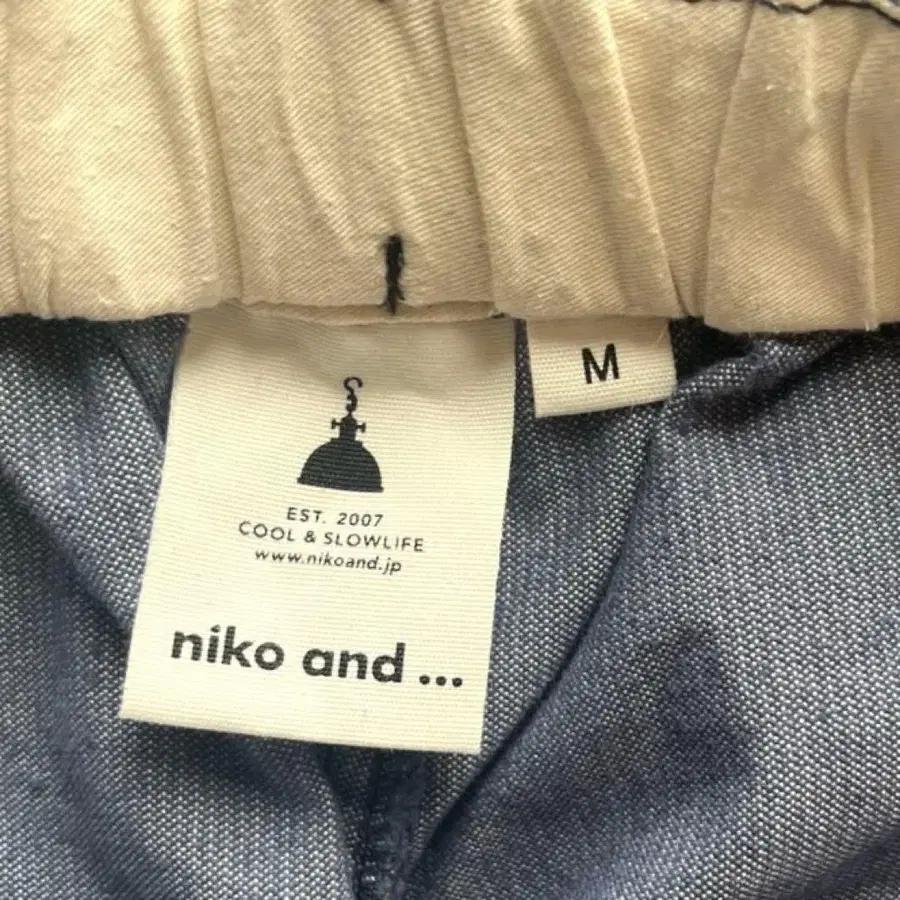 M
EST. 2007
COOL & SLOWLIFE
www.nikoand.jp
niko and ...